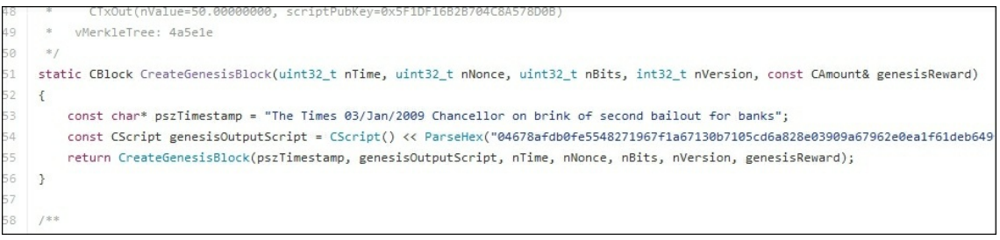 48 * CTxOut(nValue=50.00000000, scriptPubKey=0x5F1DF16B2B704C8A578D0B)
49 * vMerkleTree: 4a5e1e
50 */
51 static CBlock CreateGenesisBlock(uint32_t nTime, uint32_t nNonce, uint32_t nBits, int32_t nVersion, const CAmount& genesisReward)
52 {
53 const char* pszTimestamp = "The Times 03/Jan/2009 Chancellor on brink of second bailout for banks";
54 const CScript genesisOutputScript = CScript() << ParseHex("04678afdb0fe5548271967f1a67130b7105cd6a828e03909a67962e0ea1f61deb649
55 return CreateGenesisBlock(pszTimestamp, genesisOutputScript, nTime, nNonce, nBits, nVersion, genesisReward);
56 }
57
58 /**